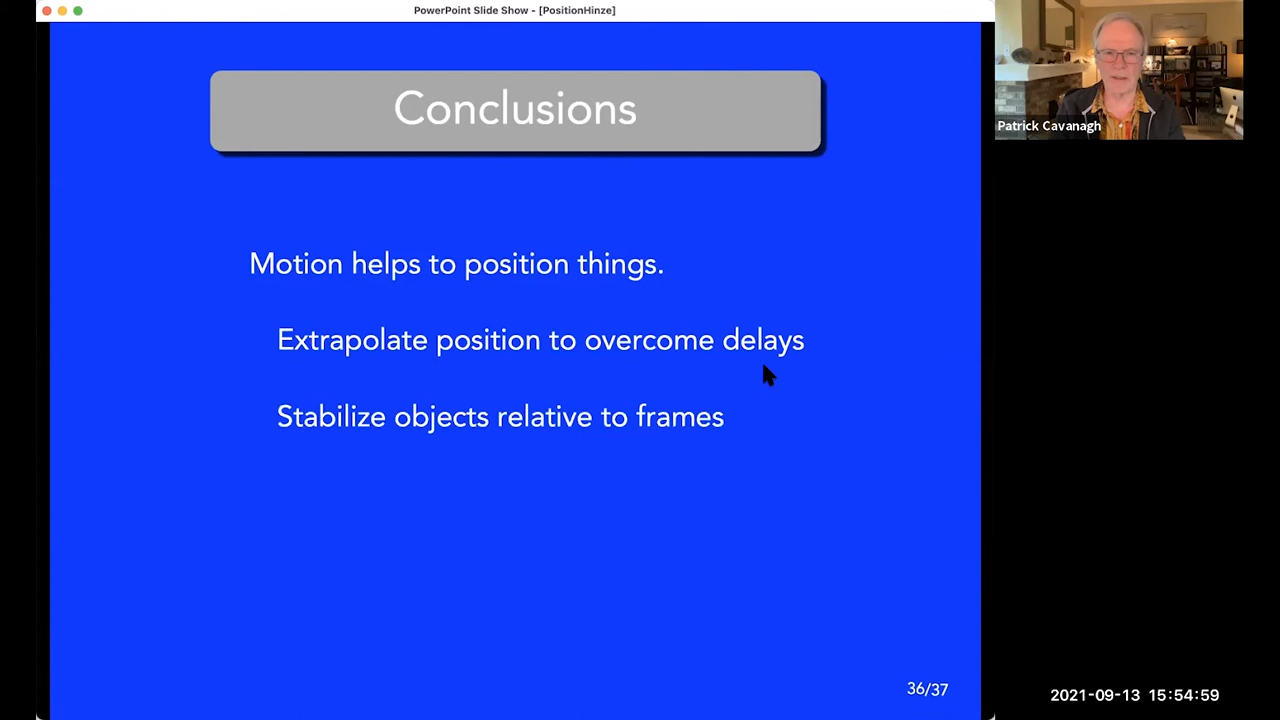 PowerPoint Slide Show - [PositionHinze]
Conclusions
Patrick Cavanagh
Motion helps to position things.
Extrapolate position to overcome delays
Stabilize objects relative to frames
36/37
2021-09-13 15:54:59